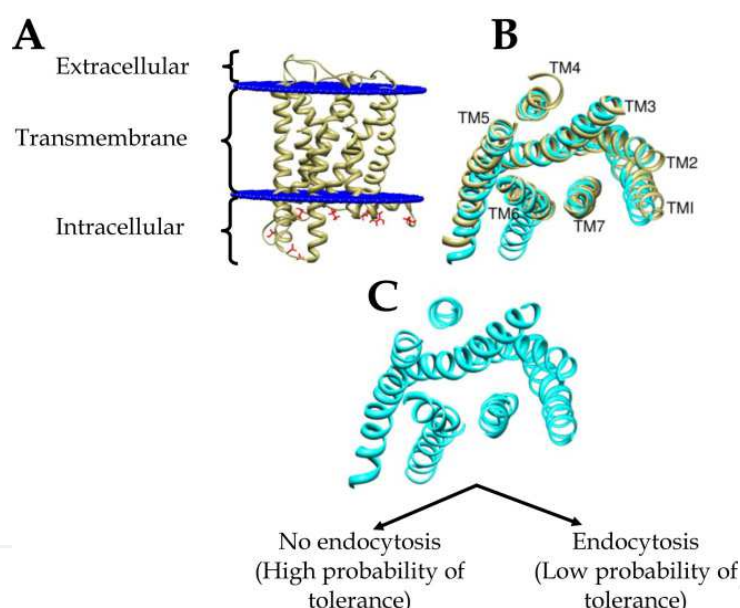 A
Extracellular
Transmembrane
Intracellular
B
TM4
TM3
TM5
TM2
TM6
TM7
TMI
C
No endocytosis
(High probability of
tolerance)
Endocytosis
(Low probability of
tolerance)